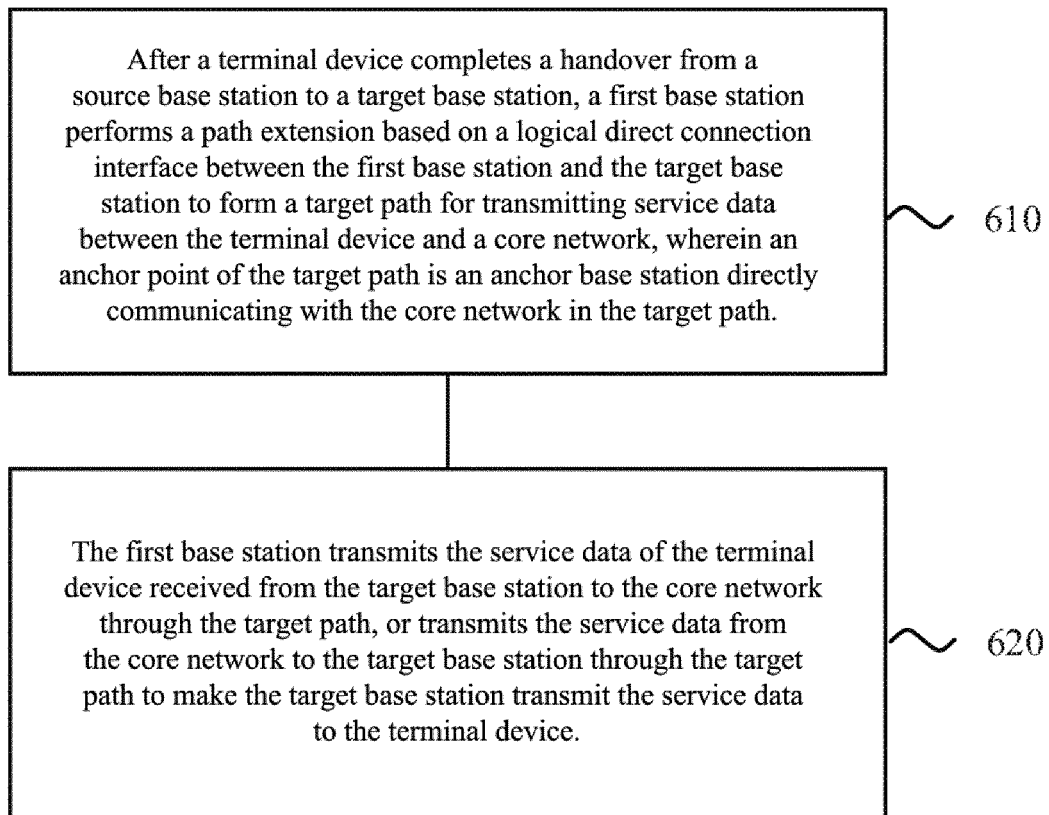 After a terminal device completes a handover from a
source base station to a target base station, a first base station
performs a path extension based on a logical direct connection
interface between the first base station and the target base
station to form a target path for transmitting service data
between the terminal device and a core network, wherein an
anchor point of the target path is an anchor base station directly
communicating with the core network in the target path.
610
The first base station transmits the service data of the terminal
device received from the target base station to the core network
through the target path, or transmits the service data from
the core network to the target base station through the target
path to make the target base station transmit the service data
to the terminal device.
620